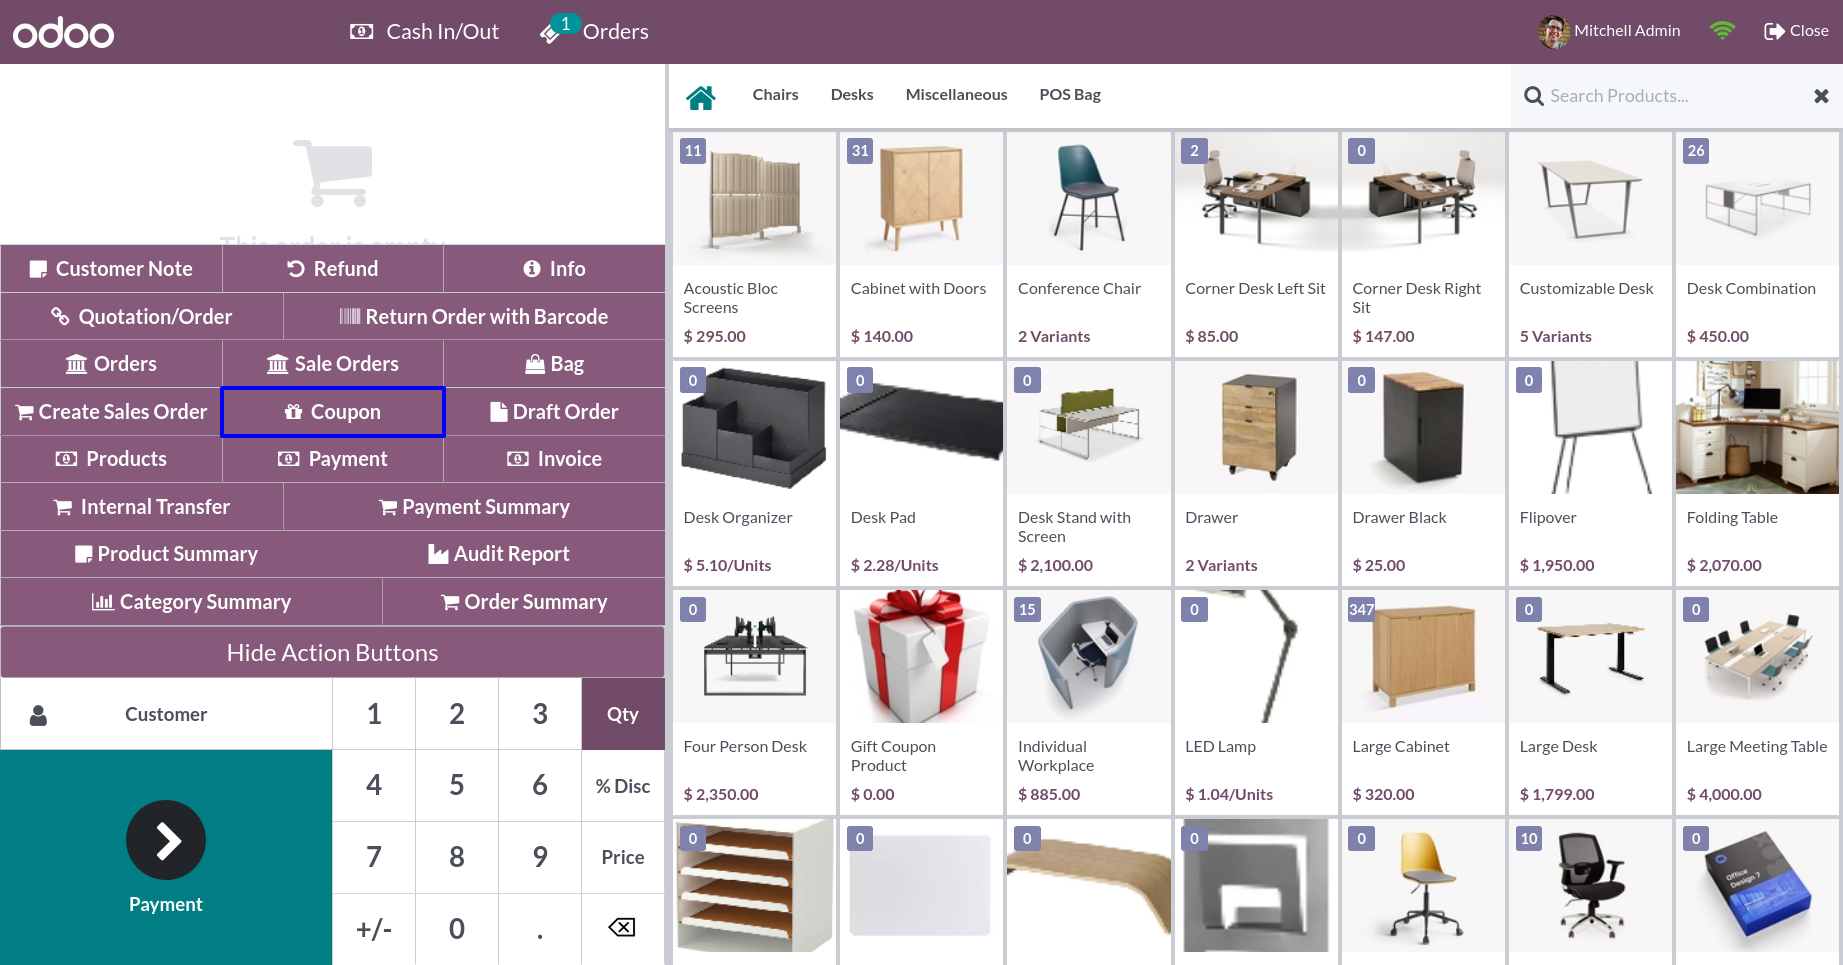 odoo
Cash In/Out
1
Orders
Mitchell Admin
Close
Chairs
Desks
Miscellaneous
POS Bag
Search Products...
This order is empty
Customer Note
Refund
Info
Quotation/Order
Return Order with Barcode
Orders
Sale Orders
Bag
Create Sales Order
Coupon
Draft Order
Products
Payment
Invoice
Internal Transfer
Payment Summary
Product Summary
Audit Report
Category Summary
Order Summary
Hide Action Buttons
Customer
1
2
3
Qty
4
5
6
% Disc
7
8
9
Price
+/-
0
.
Payment
11
Acoustic Bloc
Screens
$ 295.00
31
Cabinet with Doors
$ 140.00
Conference Chair
2 Variants
2
Corner Desk Left Sit
$ 85.00
0
Corner Desk Right
Sit
$ 147.00
Customizable Desk
5 Variants
26
Desk Combination
$ 450.00
0
Desk Organizer
$ 5.10/Units
0
Desk Pad
$ 2.28/Units
0
Desk Stand with
Screen
$ 2,100.00
Drawer
2 Variants
0
Drawer Black
$ 25.00
0
Flipover
$ 1,950.00
Folding Table
$ 2,070.00
0
Four Person Desk
$ 2,350.00
Gift Coupon
Product
$ 0.00
15
Individual
Workplace
$ 885.00
0
LED Lamp
$ 1.04/Units
347
Large Cabinet
$ 320.00
0
Large Desk
$ 1,799.00
0
Large Meeting Table
$ 4,000.00
0
0
0
0
0
10
0
Office
Design 7